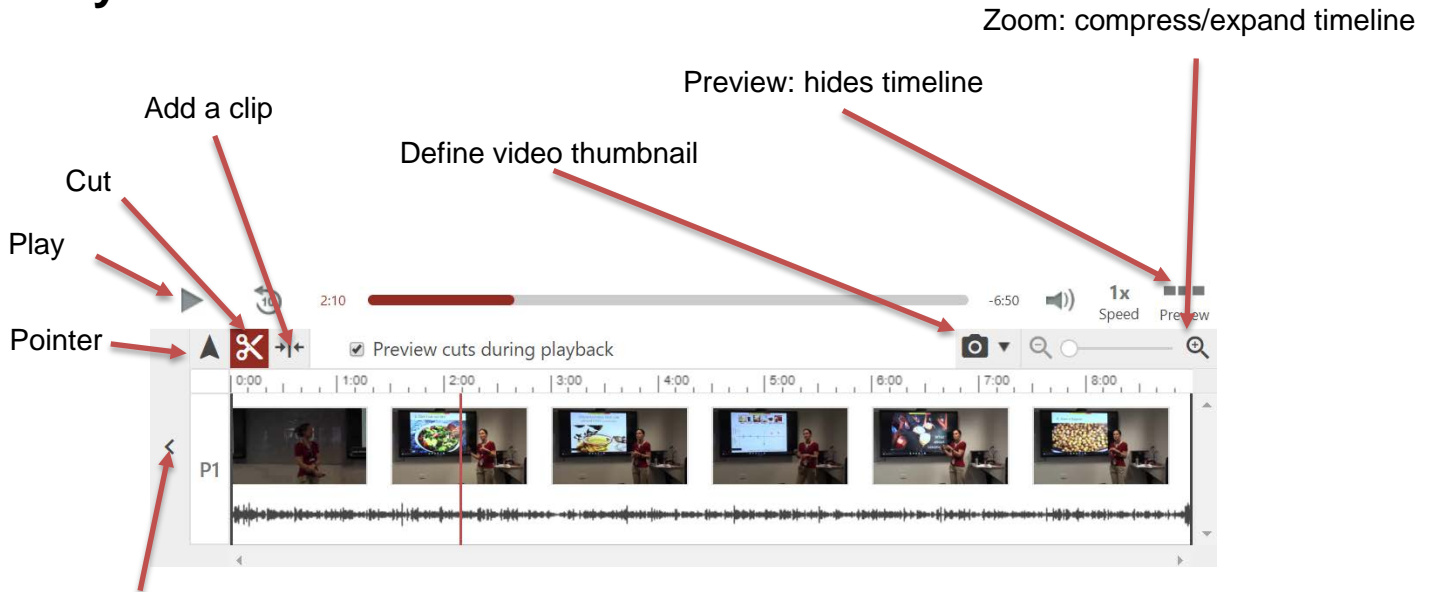 Zoom: compress/expand timeline
Preview: hides timeline
Add a clip
Define video thumbnail
Cut
Play
10
2:10
-6:50
1x
Speed
Preview
Pointer
Preview cuts during playback
0:00 1:00 2:00 3:00 4:00 5:00 6:00 7:00 8:00
P1